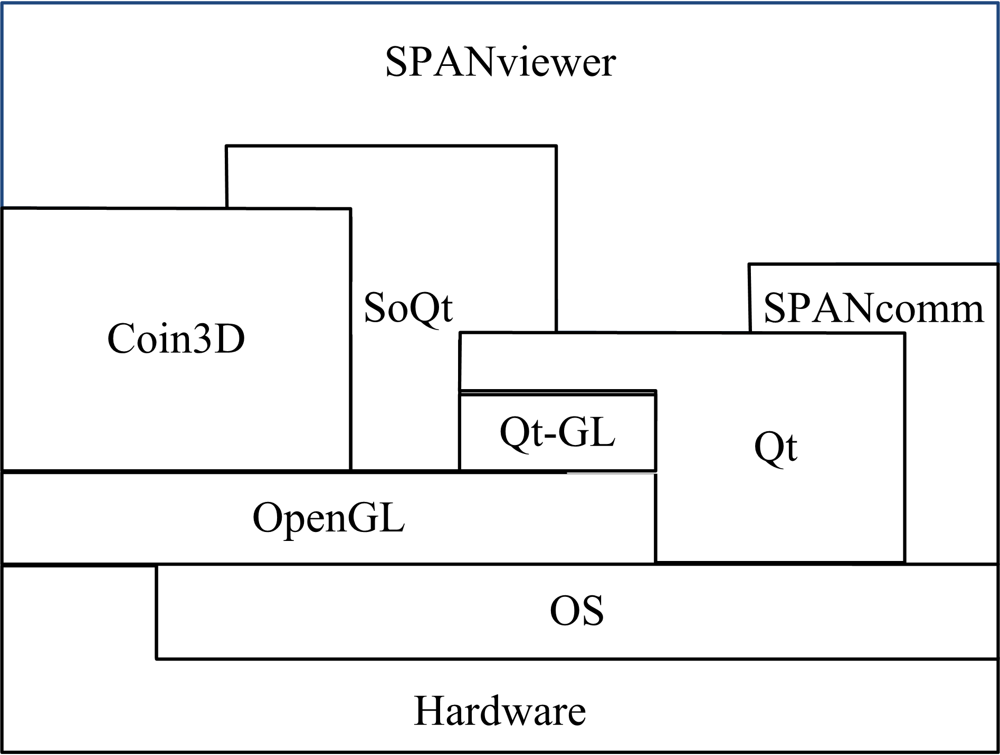 SPANviewer
SoQt
SPANcomm
Coin3D
Qt-GL
Qt
OpenGL
OS
Hardware